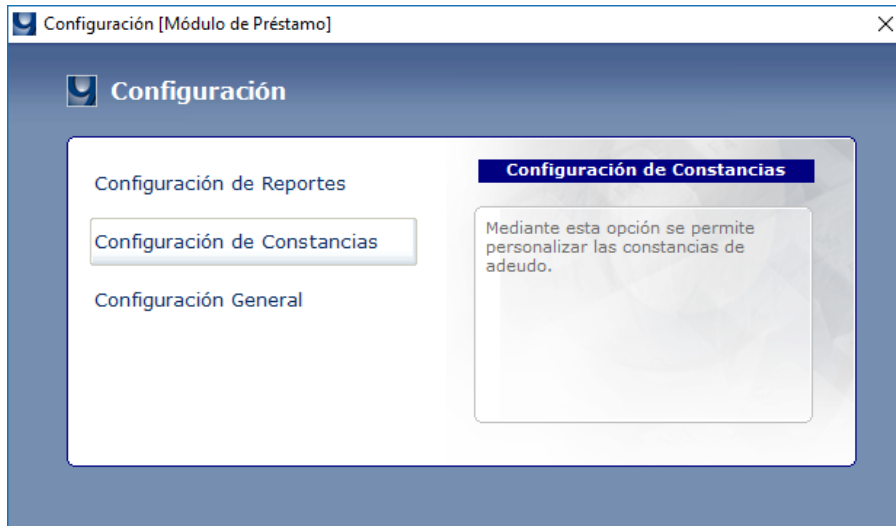 Configuración [Módulo de Préstamo]
Configuración
Configuración de Reportes
Configuración de Constancias
Configuración General
Configuración de Constancias
Mediante esta opción se permite
personalizar las constancias de
adeudo.